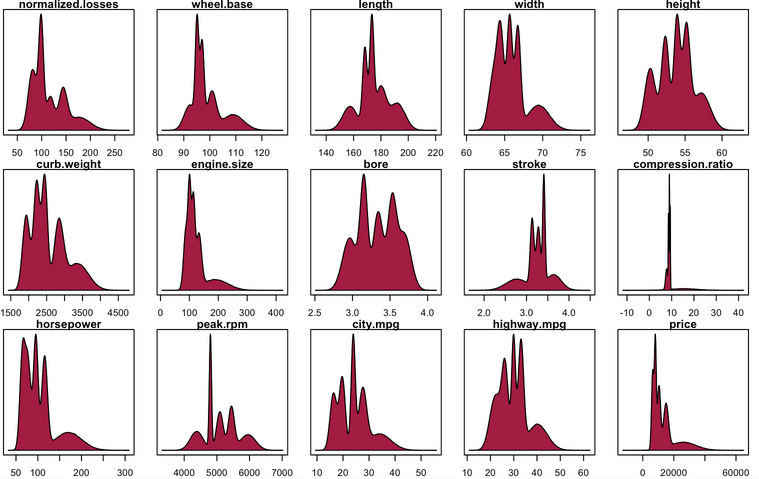 normalized.losses wheel.base length width height
50 100 150 200 250 80 90 100 120 140 160 180 200 220 60 65 70 75 50 55 60
curb.weight engine.size bore stroke compression.ratio
1500 2500 3500 4500 0 100 200 300 400 2.5 3.0 3.5 4.0 2.0 3.0 4.0 -10 0 10 20 30 40
horsepower peak.rpm city.mpg highway.mpg price
50 100 200 300 4000 5000 6000 7000 10 20 30 40 50 10 20 30 40 50 60 0 20000 60000